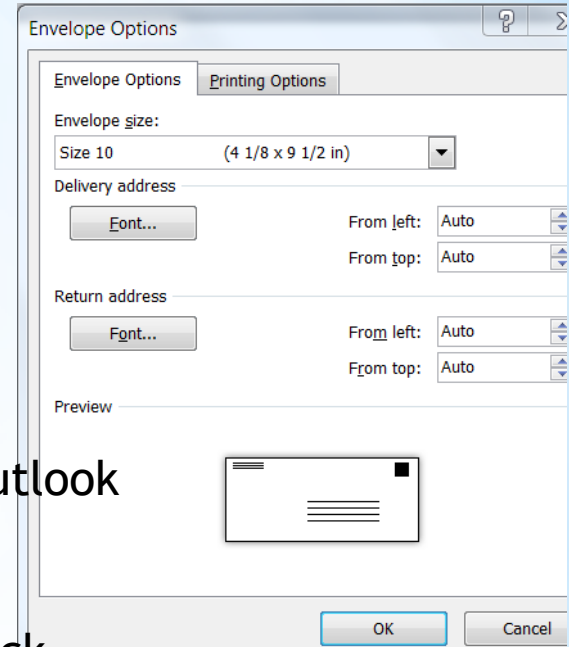 Envelope Options
Envelope Options Printing Options
Envelope size:
Size 10 (4 1/8 x 9 1/2 in)
Delivery address
Font... From left: Auto
From top: Auto
Return address
Font... From left: Auto
From top: Auto
Preview
utlook
OK Cancel